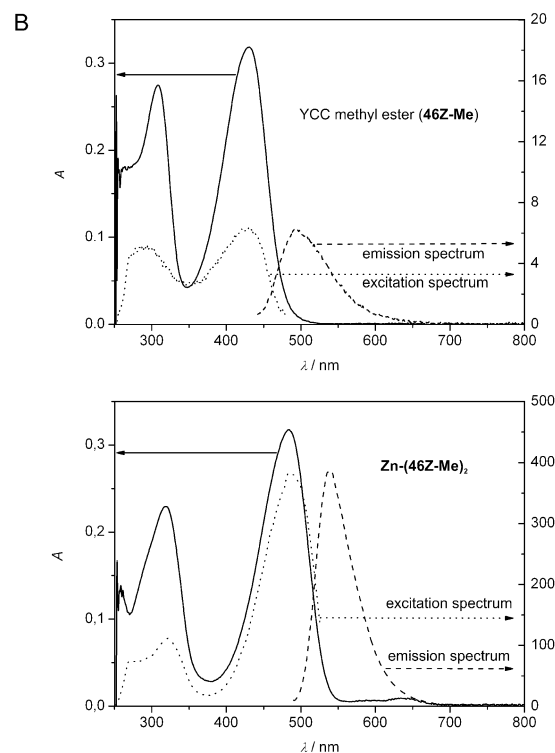 B
20
0.3
16
YCC methyl ester (46Z-Me)
12
0.2
A
8
0.1
emission spectrum
4
excitation spectrum
0.0
0
300 400 500 600 700 800
λ / nm
500
0,3
400
Zn-(46Z-Me)2
300
0,2
A
200
excitation spectrum
0,1
100
emission spectrum
0,0
0
300 400 500 600 700 800
λ / nm